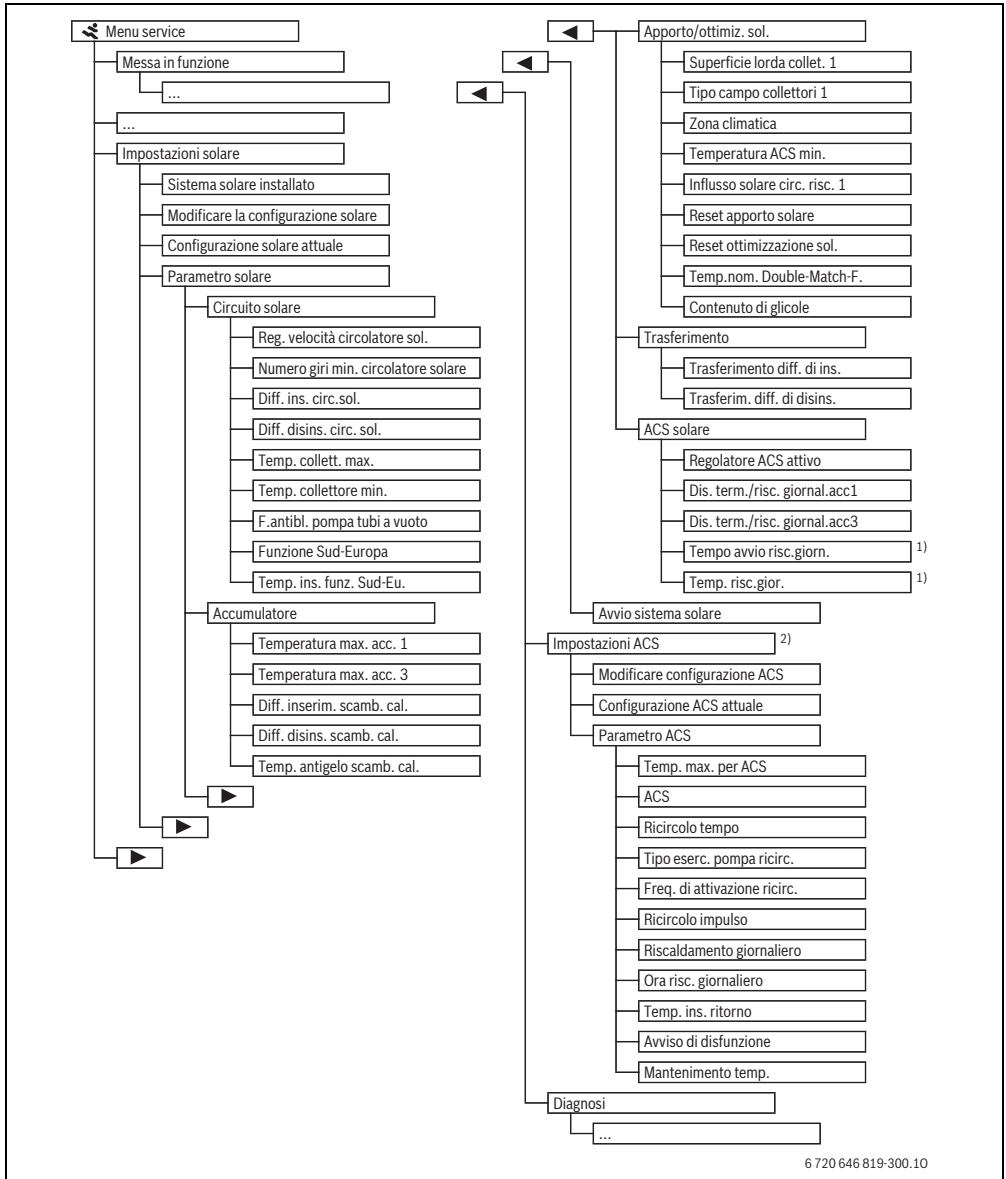 Menu service
Messa in funzione
...
...
Impostazioni solare
Sistema solare installato
Modificare la configurazione solare
Configurazione solare attuale
Parametro solare
Circuito solare
Reg. velocità circolatore sol.
Numero giri min. circolatore solare
Diff. ins. circ.sol.
Diff. disins. circ. sol.
Temp. collett. max.
Temp. collettore min.
F.antibl. pompa tubi a vuoto
Funzione Sud-Europa
Temp. ins. funz. Sud-Eu.
Accumulatore
Temperatura max. acc. 1
Temperatura max. acc. 3
Diff. inserim. scamb. cal.
Diff. disins. scamb. cal.
Temp. antigelo scamb. cal.
Apporto/ottimiz. sol.
Superficie lorda collet. 1
Tipo campo collettori 1
Zona climatica
Temperatura ACS min.
Influsso solare circ. risc. 1
Reset apporto solare
Reset ottimizzazione sol.
Temp.nom. Double-Match-F.
Contenuto di glicole
Trasferimento
Trasferimento diff. di ins.
Trasferim. diff. di disins.
ACS solare
Regolatore ACS attivo
Dis. term./risc. giornal.acc1
Dis. term./risc. giornal.acc3
Tempo avvio risc.giorn. 1)
Temp. risc.gior. 1)
Avvio sistema solare
Impostazioni ACS 2)
Modificare configurazione ACS
Configurazione ACS attuale
Parametro ACS
Temp. max. per ACS
ACS
Ricircolo tempo
Tipo eserc. pompa ricirc.
Freq. di attivazione ricirc.
Ricircolo impulso
Riscaldamento giornaliero
Ora risc. giornaliero
Temp. ins. ritorno
Avviso di disfunzione
Mantenimento temp.
Diagnosi
...
6 720 646 819-300.1O